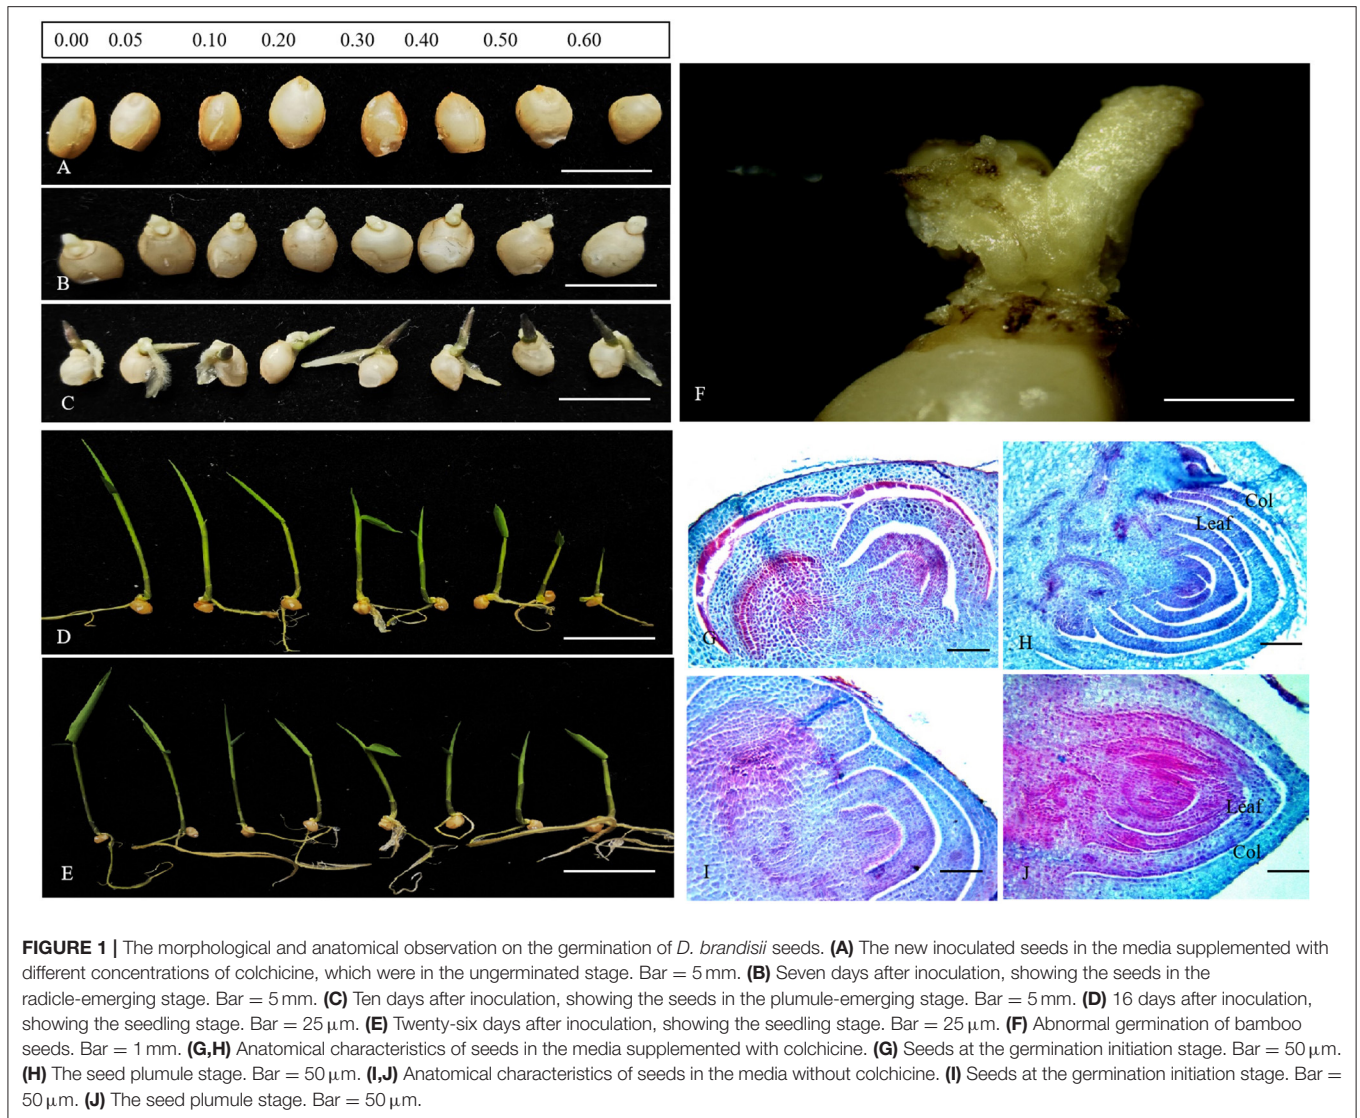 0.00 0.05 0.10 0.20 0.30 0.40 0.50 0.60
A
B
C
D
E
F
G
H
Col
Leaf
I
J
Leaf
Col
FIGURE 1 | The morphological and anatomical observation on the germination of D. brandisii seeds. (A) The new inoculated seeds in the media supplemented with
different concentrations of colchicine, which were in the ungerminated stage. Bar = 5 mm. (B) Seven days after inoculation, showing the seeds in the
radicle-emerging stage. Bar = 5 mm. (C) Ten days after inoculation, showing the seeds in the plumule-emerging stage. Bar = 5 mm. (D) 16 days after inoculation,
showing the seedling stage. Bar = 25 μm. (E) Twenty-six days after inoculation, showing the seedling stage. Bar = 25 μm. (F) Abnormal germination of bamboo
seeds. Bar = 1 mm. (G,H) Anatomical characteristics of seeds in the media supplemented with colchicine. (G) Seeds at the germination initiation stage. Bar = 50 μm.
(H) The seed plumule stage. Bar = 50 μm. (I,J) Anatomical characteristics of seeds in the media without colchicine. (I) Seeds at the germination initiation stage. Bar =
50 μm. (J) The seed plumule stage. Bar = 50 μm.